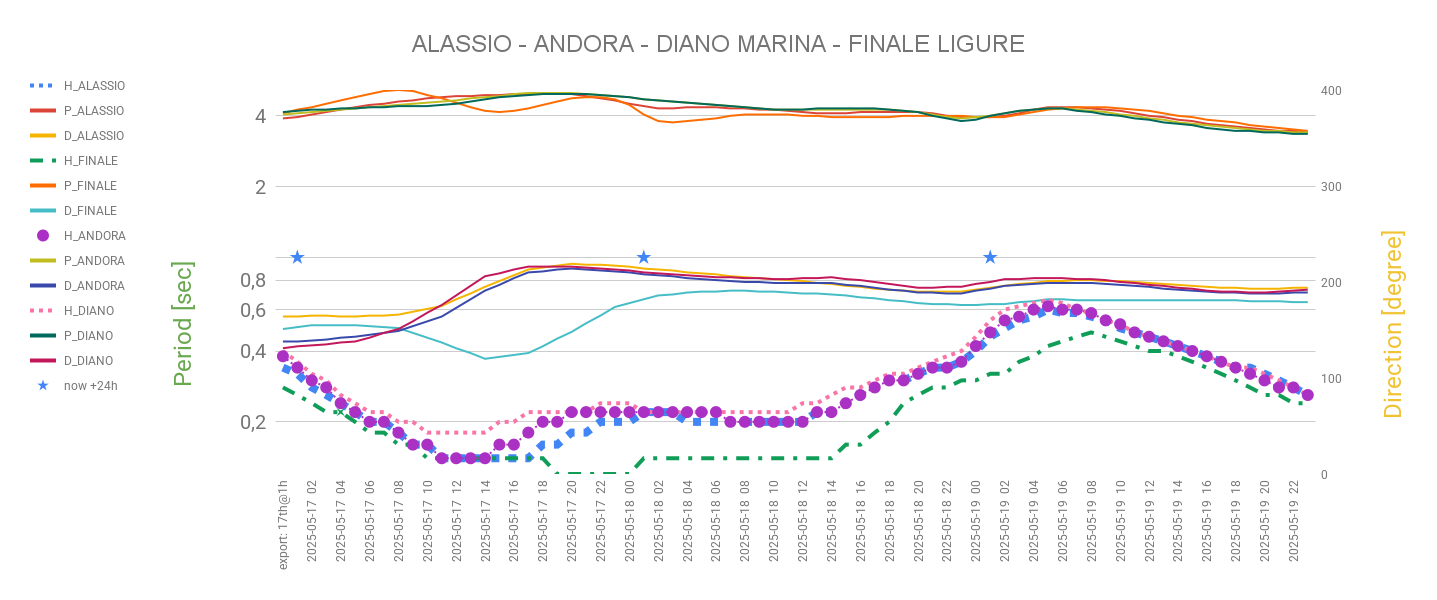 ALASSIO - ANDORA - DIANO MARINA - FINALE LIGURE
H_ALASSIO
P_ALASSIO
D_ALASSIO
H_FINALE
P_FINALE
D_FINALE
H_ANDORA
P_ANDORA
D_ANDORA
H_DIANO
P_DIANO
D_DIANO
now +24h
Period [sec]
4
2
0,8
0,6
0,4
0,2
400
300
200
100
0
Direction [degree]
export: 17th@1h
2025-05-17 02
2025-05-17 04
2025-05-17 06
2025-05-17 08
2025-05-17 10
2025-05-17 12
2025-05-17 14
2025-05-17 16
2025-05-17 18
2025-05-17 20
2025-05-17 22
2025-05-18 00
2025-05-18 02
2025-05-18 04
2025-05-18 06
2025-05-18 08
2025-05-18 10
2025-05-18 12
2025-05-18 14
2025-05-18 16
2025-05-18 18
2025-05-18 20
2025-05-18 22
2025-05-19 00
2025-05-19 02
2025-05-19 04
2025-05-19 06
2025-05-19 08
2025-05-19 10
2025-05-19 12
2025-05-19 14
2025-05-19 16
2025-05-19 18
2025-05-19 20
2025-05-19 22